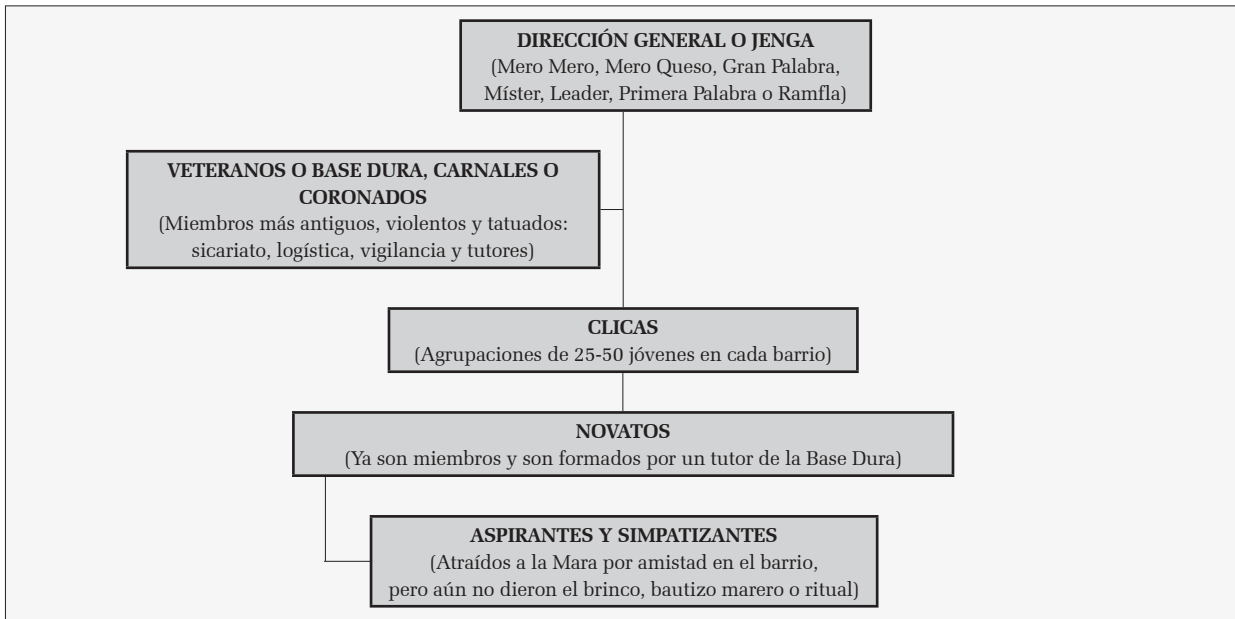 DIRECCIÓN GENERAL O JENGA
(Mero Mero, Mero Queso, Gran Palabra,
Míster, Leader, Primera Palabra o Ramfla)
VETERANOS O BASE DURA, CARNALES O
CORONADOS
(Miembros más antiguos, violentos y tatuados:
sicariato, logística, vigilancia y tutores)
CLICAS
(Agrupaciones de 25-50 jóvenes en cada barrio)
NOVATOS
(Ya son miembros y son formados por un tutor de la Base Dura)
ASPIRANTES Y SIMPATIZANTES
(Atraídos a la Mara por amistad en el barrio,
pero aún no dieron el brinco, bautizo marero o ritual)